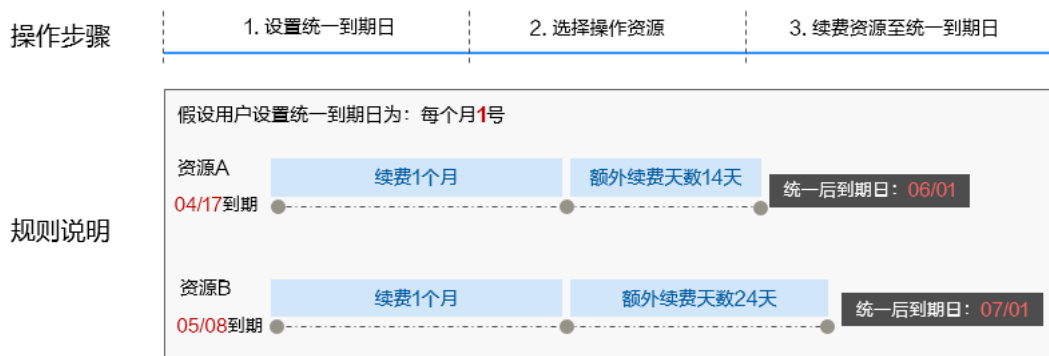 操作步骤
1. 设置统一到期日
2. 选择操作资源
3. 续费资源至统一到期日
假设用户设置统一到期日为：每个月1号
资源A
续费1个月
额外续费天数14天
04/17到期
统一后到期日：06/01
规则说明
资源B
续费1个月
额外续费天数24天
05/08到期
统一后到期日：07/01